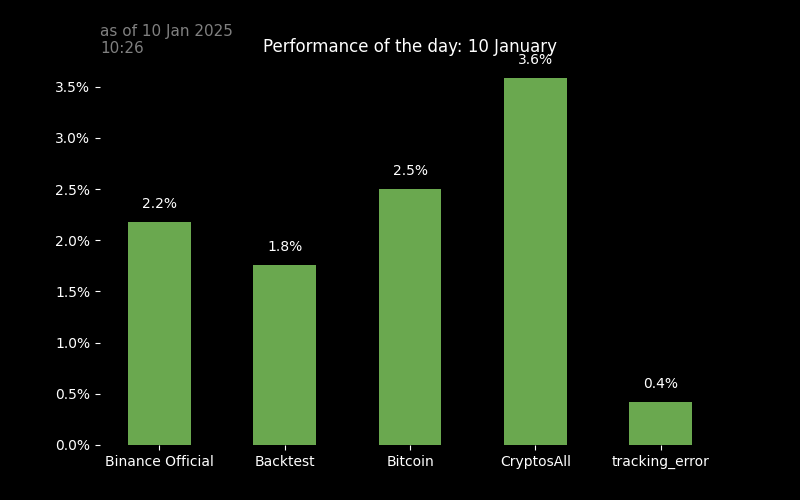 as of 10 Jan 2025
10:26
Performance of the day: 10 January
3.5%
3.0%
2.5%
2.0%
1.5%
1.0%
0.5%
0.0%
2.2%
1.8%
2.5%
3.6%
0.4%
Binance Official
Backtest
Bitcoin
CryptosAll
tracking_error